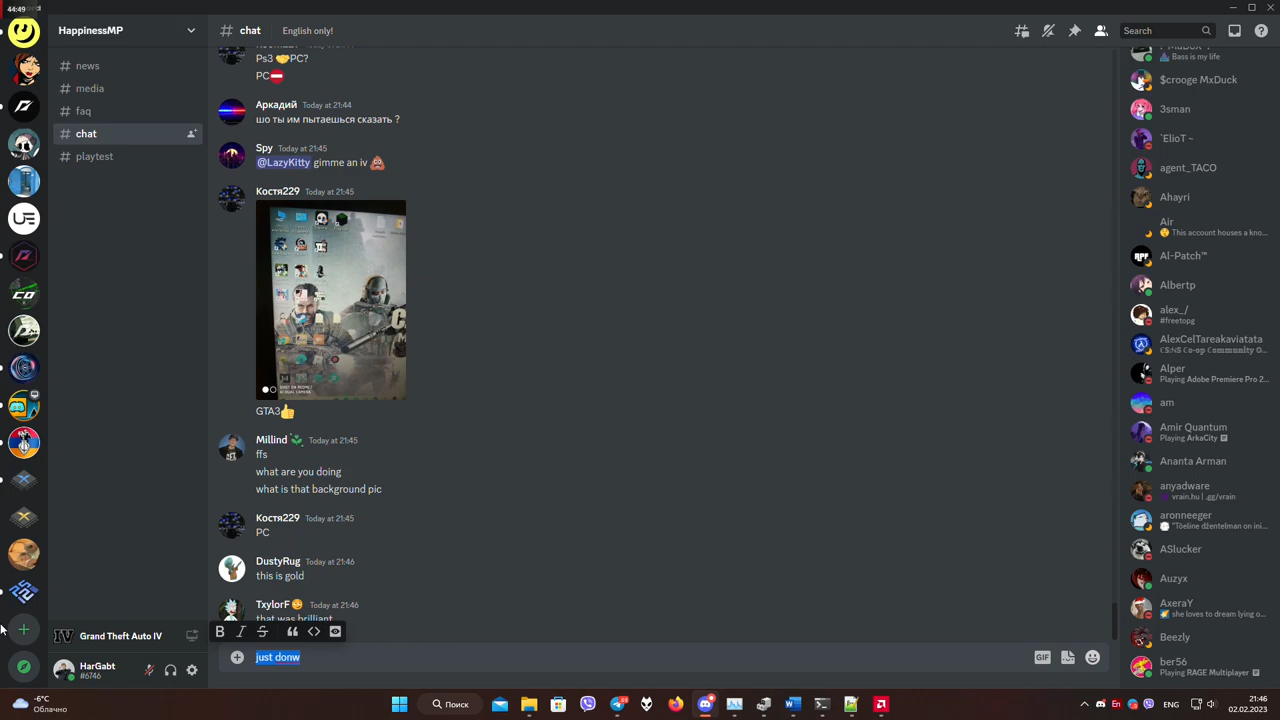 44:49
HappinessMP
chat
English only!
Search
news
media
faq
chat
playtest
Ps3 🤝PC?
PC⛔
Аркадий Today at 21:44
шо ты им пытаешься сказать ?
Spy Today at 21:45
@LazyKitty gimme an iv 💩
Костя229 Today at 21:45
GTA3👍
Millind Today at 21:45
ffs
what are you doing
what is that background pic
Костя229 Today at 21:45
PC
DustyRug Today at 21:46
this is gold
TxylorF Today at 21:46
that was brilliant
just donw
GIF
Grand Theft Auto IV
HarGabt
#6746
Bass is my life
$crooge MxDuck
3sman
`ElioT ~
agent_TACO
Ahayri
Air
This account houses a kno...
Al-Patch™
Albertp
alex_/
#freetopg
AlexCelTareakaviatata
CS:NS Co-op Community O...
Alper
Playing Adobe Premiere Pro 2...
am
Amir Quantum
Playing ArkaCity
Ananta Arman
anyadware
vrain.hu | .gg/vrain
aronneeger
"Tõeline džentelman on ini...
ASlucker
Auzyx
AxeraY
she loves to dream lying o...
Beezly
ber56
Playing RAGE Multiplayer
-6°C
Облачно
Поиск
21:46
02.02.2023